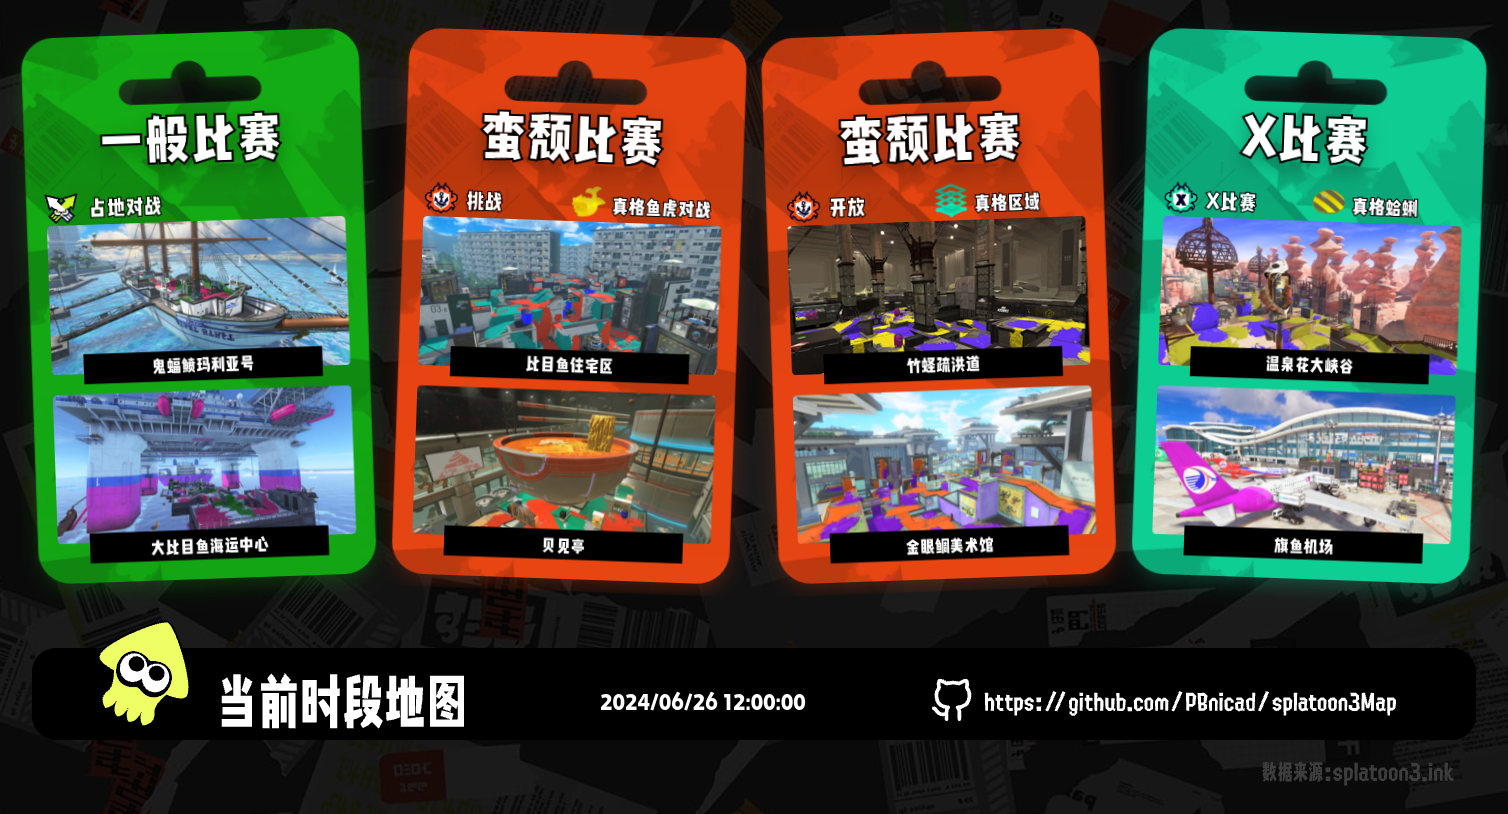 一般比赛
占地对战
鬼蝠鲼玛利亚号
大比目鱼海运中心
蛮颓比赛
挑战
真格鱼虎对战
比目鱼住宅区
贝见亭
蛮颓比赛
开放
真格区域
竹蛏疏洪道
金眼鲷美术馆
X比赛
X比赛
真格蛤蜊
温泉花大峡谷
旗鱼机场
当前时段地图
2024/06/26 12:00:00
https://github.com/PBnicad/splatoon3Map
数据来源:splatoon3.ink